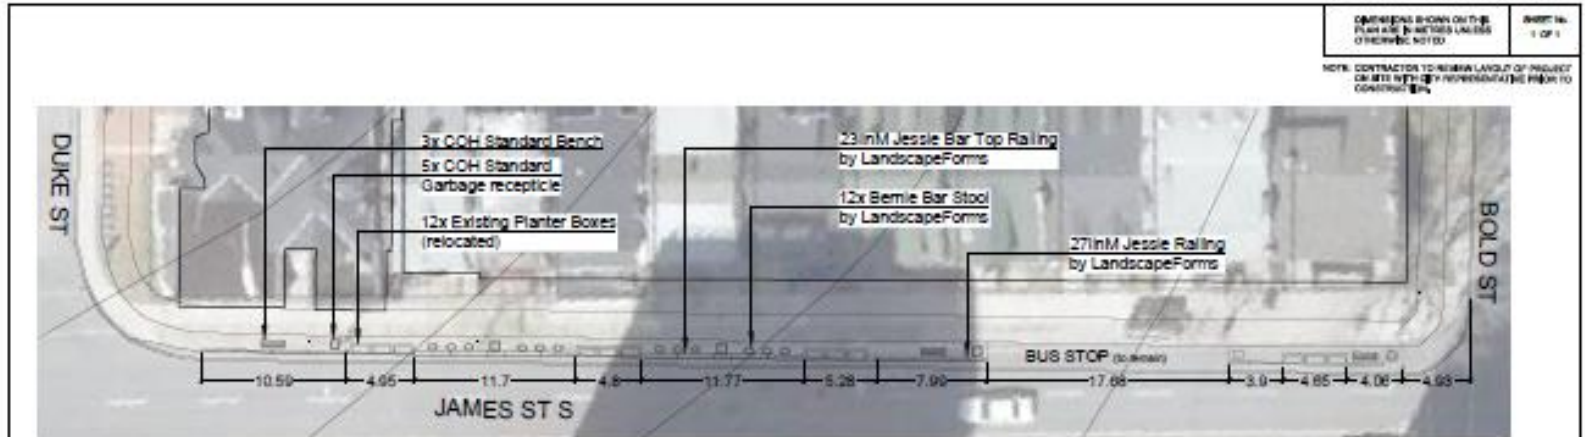 DIMENSIONS SHOWN ON THIS
PLAN ARE IN METRES UNLESS
OTHERWISE NOTED
SHEET No.
1 OF 1
NOTE: CONTRACTOR TO REVIEW LAYOUT OF PROJECT
ON SITE WITH CITY REPRESENTATIVE PRIOR TO
CONSTRUCTION.
DUKE ST
3x COH Standard Bench
5x COH Standard
Garbage recepticle
12x Existing Planter Boxes
(relocated)
23linM Jessie Bar Top Railing
by LandscapeForms
12x Bernie Bar Stool
by LandscapeForms
27linM Jessie Railing
by LandscapeForms
BOLD ST
BUS STOP (to remain)
10.59 4.95 11.7 4.8 11.77 5.28 7.99 17.68 3.9 4.65 4.06 4.93
JAMES ST S